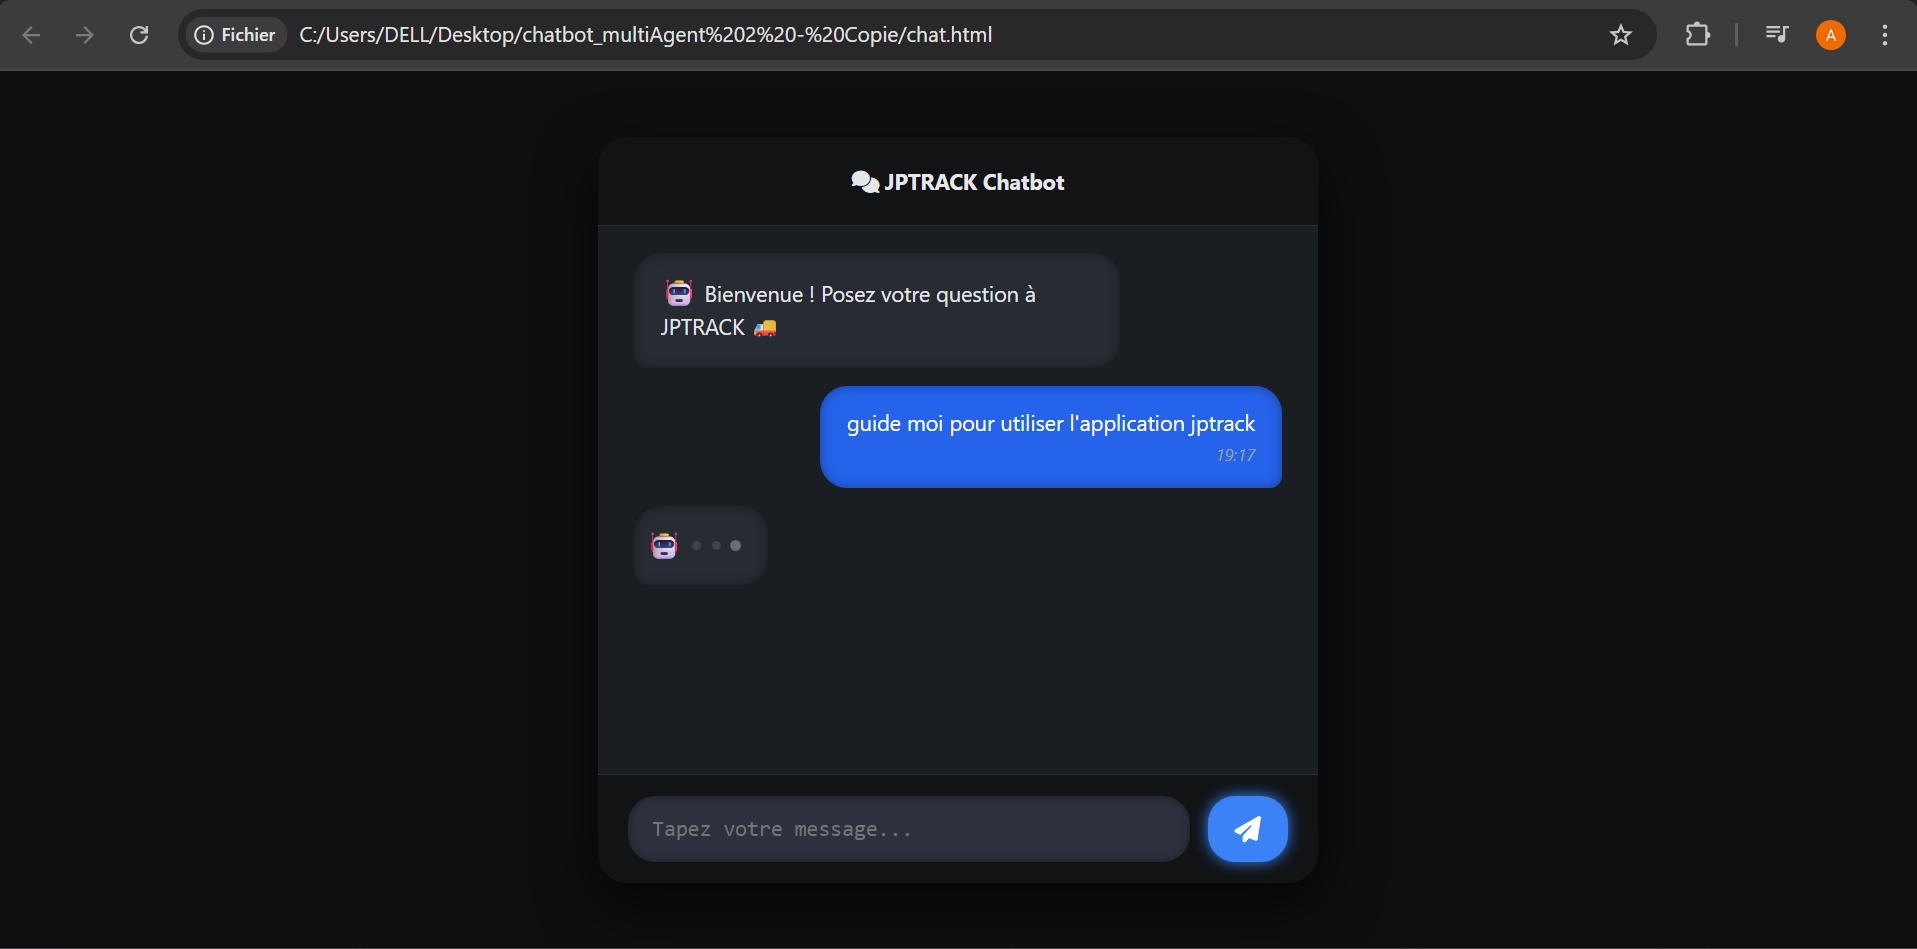 Fichier C:/Users/DELL/Desktop/chatbot_multiAgent%202%20-%20Copie/chat.html
A
JPTRACK Chatbot
Bienvenue ! Posez votre question à
JPTRACK
guide moi pour utiliser l'application jptrack
19:17
Tapez votre message...